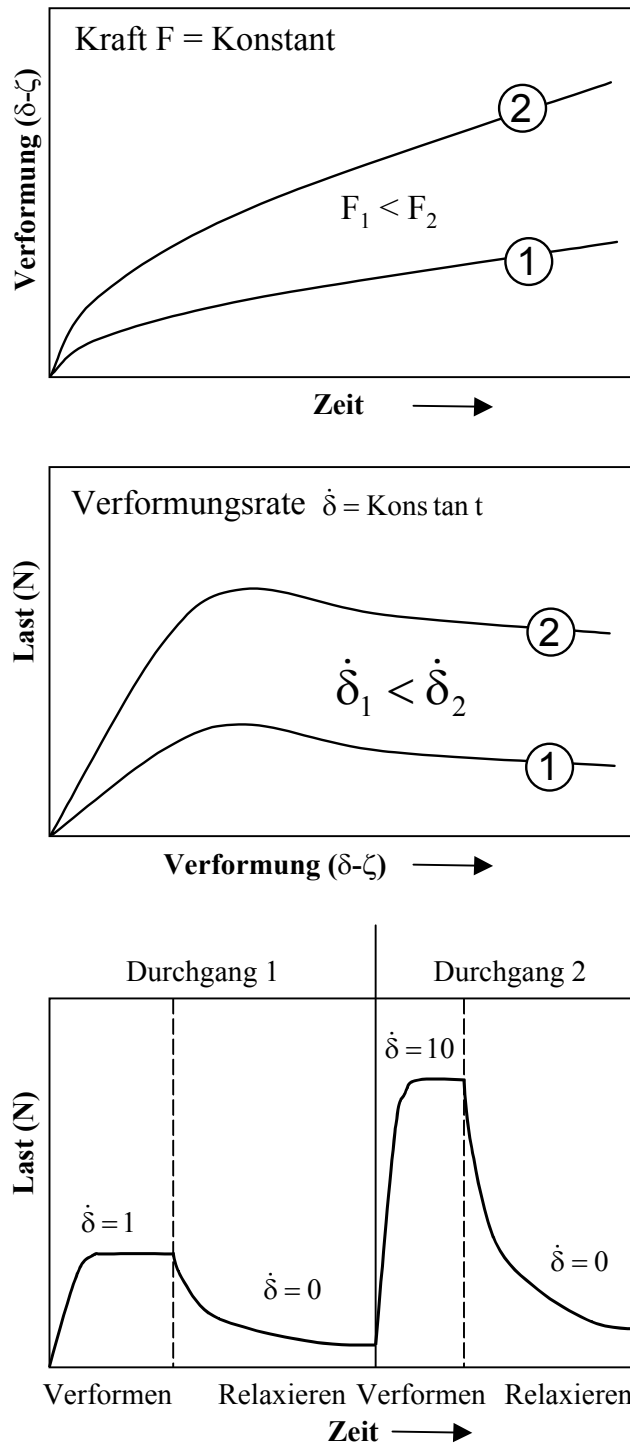 Kraft F = Konstant
Verformung (δ-ζ)
2
F₁ < F₂
1
Zeit
Verformungsrate δ̇ = Kons tan t
Last (N)
2
δ̇₁ < δ̇₂
1
Verformung (δ-ζ)
Durchgang 1 Durchgang 2
δ̇ = 10
Last (N)
δ̇ = 1
δ̇ = 0
δ̇ = 0
Verformen Relaxieren Verformen Relaxieren
Zeit